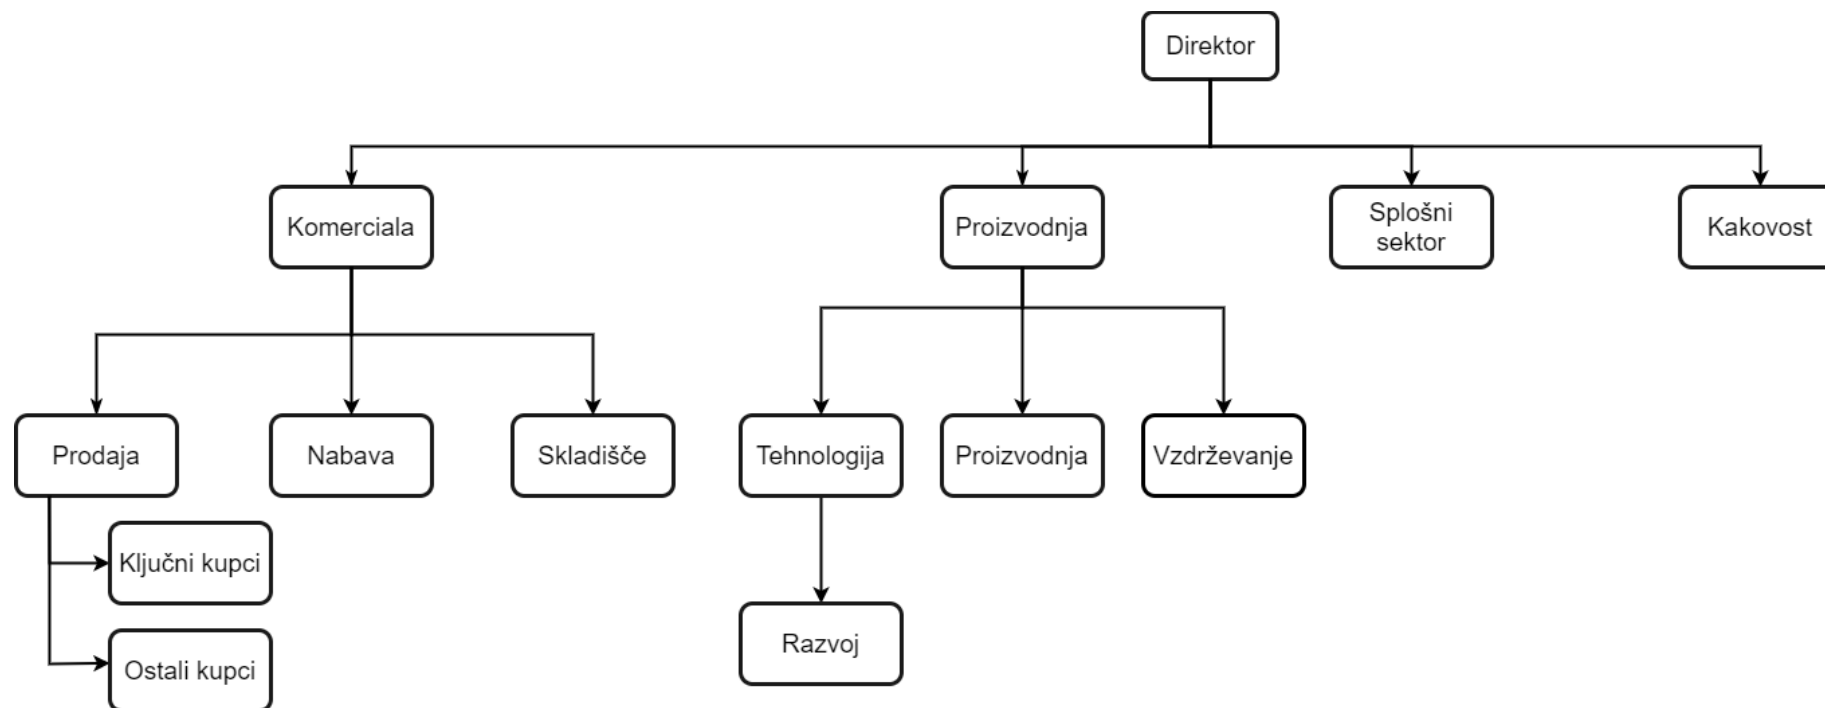 Direktor
Komerciala
Proizvodnja
Splošni
sektor
Kakovost
Prodaja
Nabava
Skladišče
Tehnologija
Proizvodnja
Vzdrževanje
Ključni kupci
Ostali kupci
Razvoj